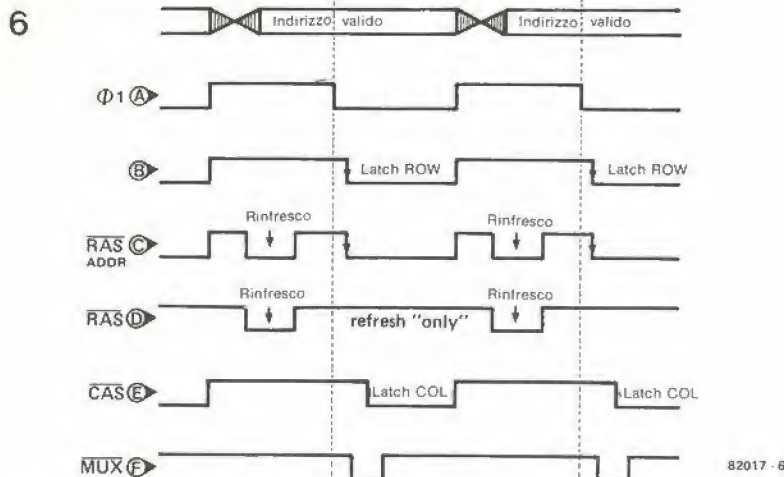 6
Indirizzo valido Indirizzo valido
Φ1 A
B Latch ROW Latch ROW
RAS C Rinfresco Rinfresco
ADDR
RAS D Rinfresco refresh "only" Rinfresco
CAS E Latch COL Latch COL
MUX F
82017 - 6